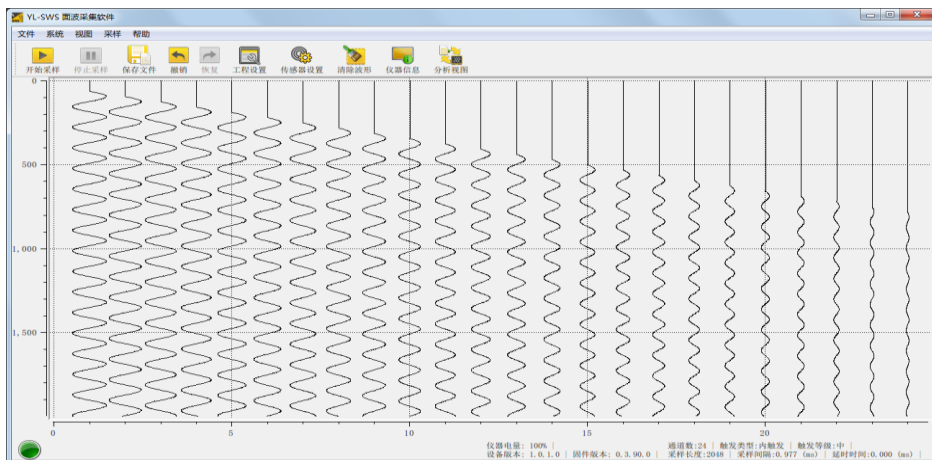 YL-SWS 面波采集软件
文件 系统 视图 采样 帮助
开始采样 停止采样 保存文件 撤销 恢复 工程设置 传感器设置 清除波形 仪器信息 分析视图
0
500
1,000
1,500
0 5 10 15 20
仪器电量: 100% | 通道数:24 | 触发类型:内触发 | 触发等级:中 |
设备版本: 1.0.1.0 | 固件版本: 0.3.90.0 | 采样长度:2048 | 采样间隔:0.977 (ms) | 延时时间:0.000 (ms) |